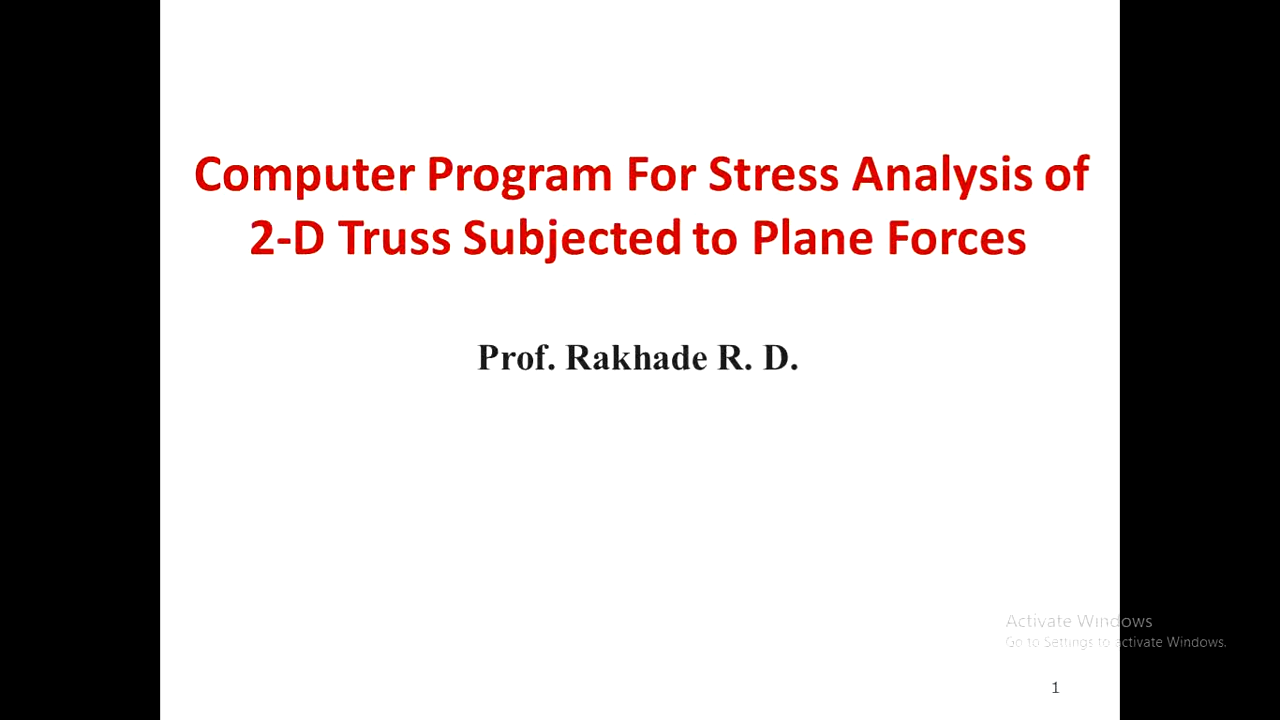 Computer Program For Stress Analysis of
2-D Truss Subjected to Plane Forces
Prof. Rakhade R. D.
Activate Windows
Go to Settings to activate Windows.
1